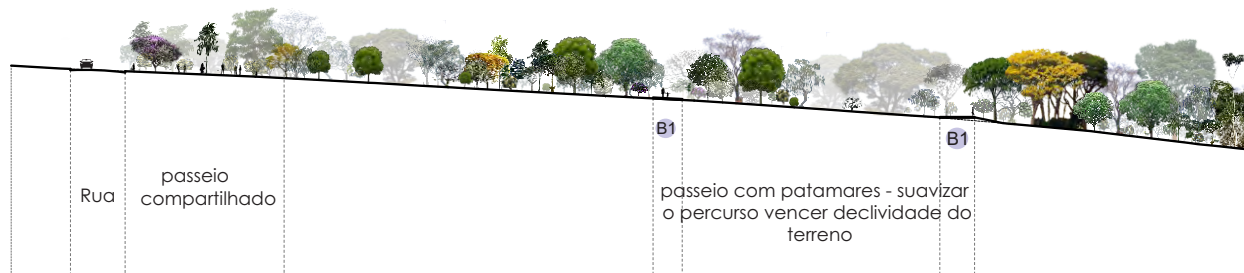 B1
B1
Rua
passeio
compartilhado
passeio com patamares - suavizar
o percurso vencer declividade do
terreno